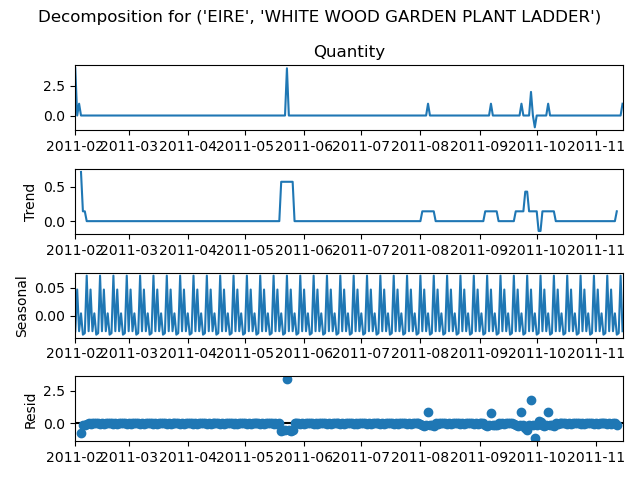 Decomposition for ('EIRE', 'WHITE WOOD GARDEN PLANT LADDER')
Quantity
2.5
0.0
2011-02 2011-03 2011-04 2011-05 2011-06 2011-07 2011-08 2011-09 2011-10 2011-11
Trend
0.5
0.0
2011-02 2011-03 2011-04 2011-05 2011-06 2011-07 2011-08 2011-09 2011-10 2011-11
Seasonal
0.05
0.00
2011-02 2011-03 2011-04 2011-05 2011-06 2011-07 2011-08 2011-09 2011-10 2011-11
Resid
2.5
0.0
2011-02 2011-03 2011-04 2011-05 2011-06 2011-07 2011-08 2011-09 2011-10 2011-11